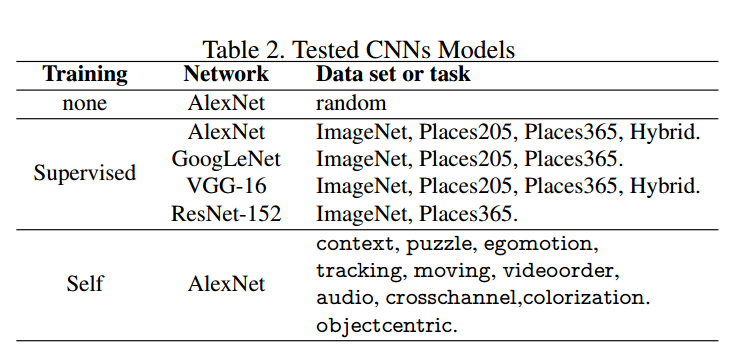 Table 2. Tested CNNs Models
Training Network Data set or task
none AlexNet random
AlexNet ImageNet, Places205, Places365, Hybrid.
Supervised GoogLeNet ImageNet, Places205, Places365.
VGG-16 ImageNet, Places205, Places365, Hybrid.
ResNet-152 ImageNet, Places365.
context, puzzle, egomotion,
Self AlexNet tracking, moving, videoorder,
audio, crosschannel,colorization.
objectcentric.